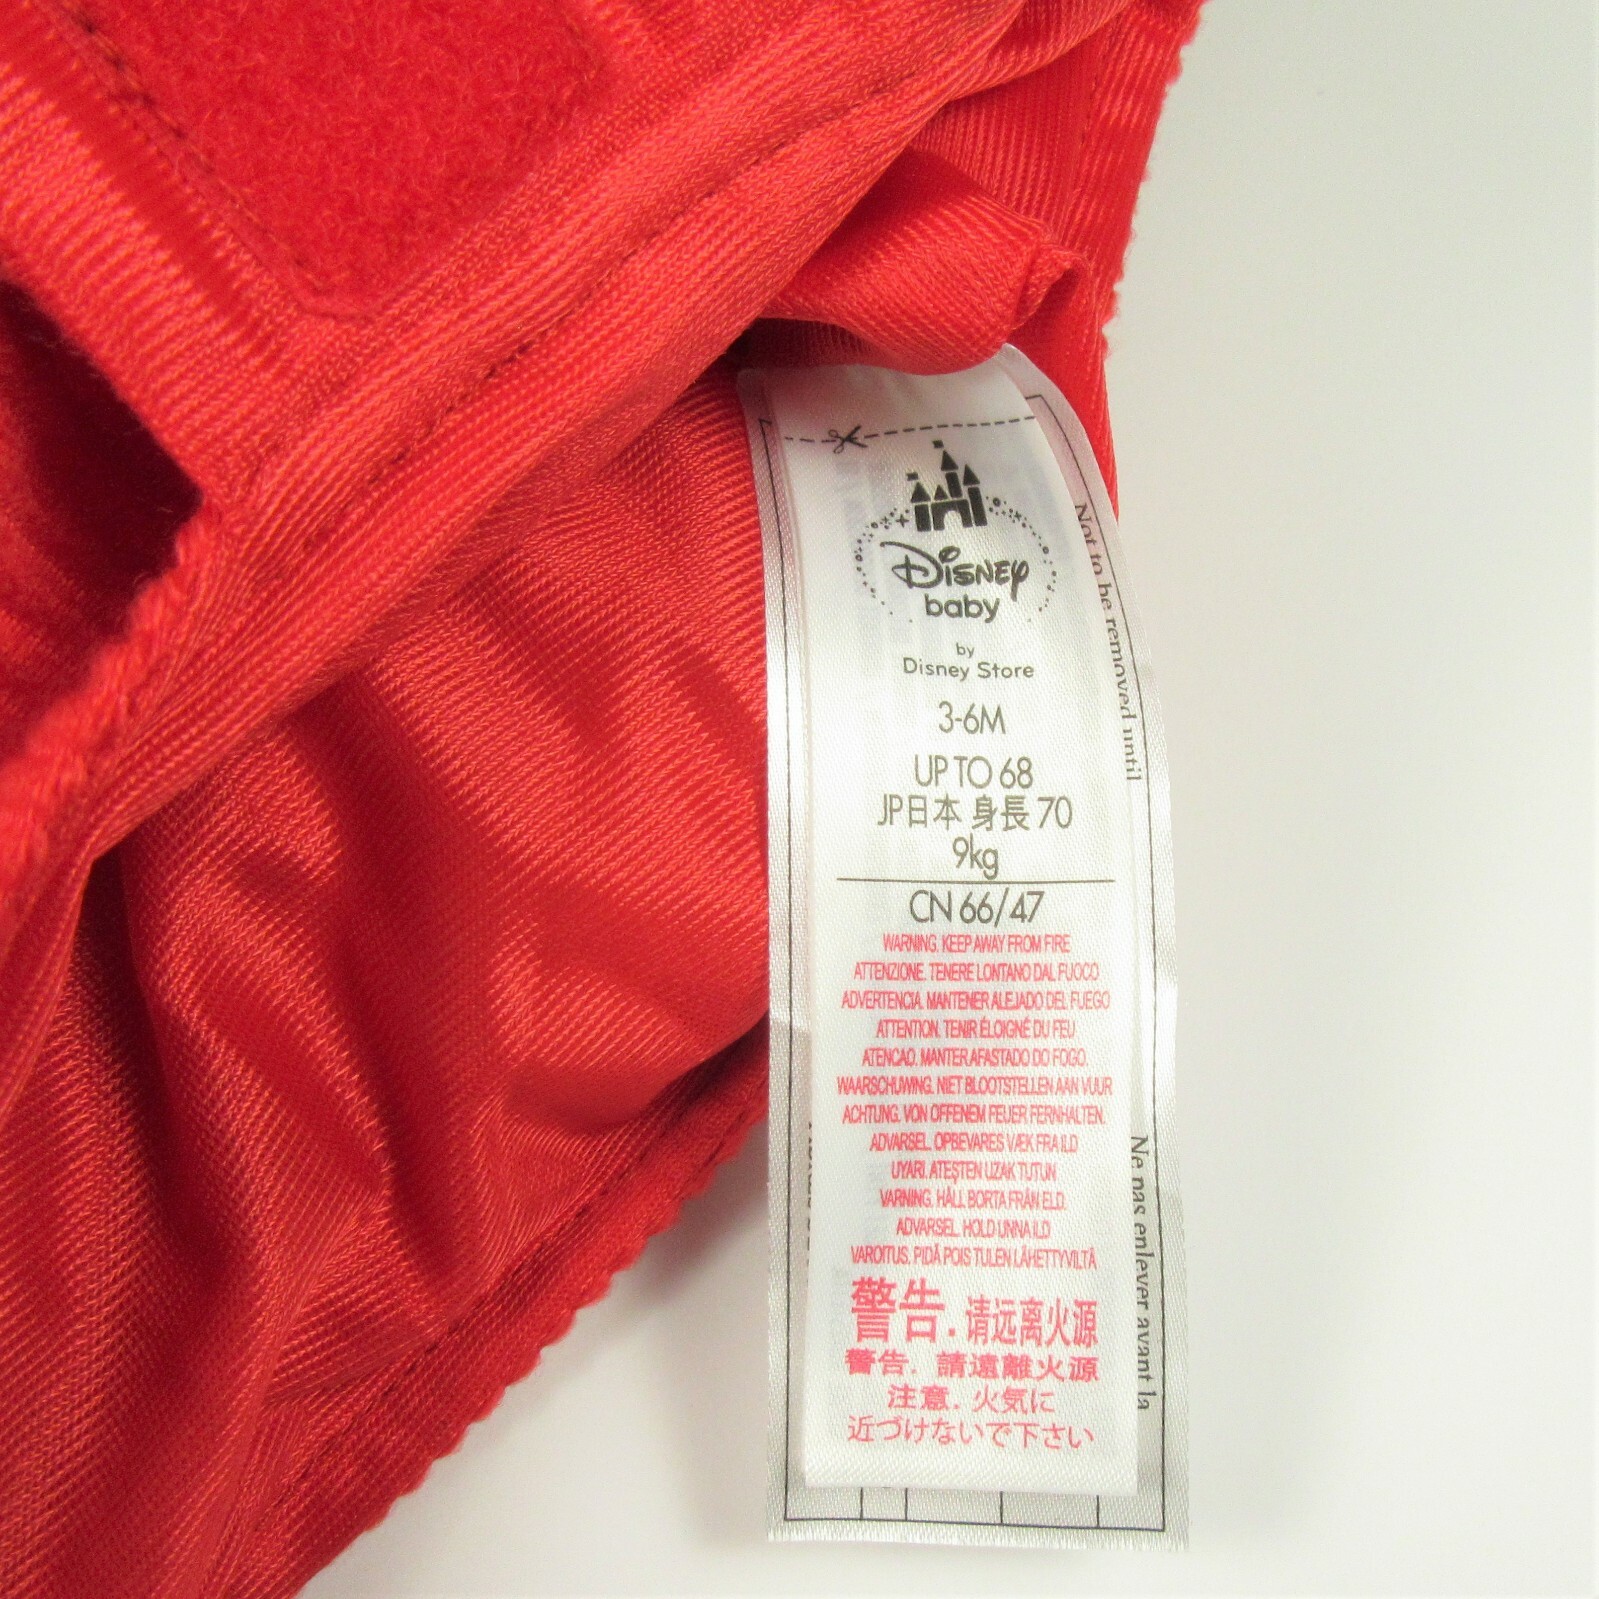 Disney
baby
by
Disney Store
3-6M
UP TO 68
JP日本 身長 70
9kg
CN 66/47
WARNING. KEEP AWAY FROM FIRE
ATTENZIONE. TENERE LONTANO DAL FUOCO
ADVERTENCIA. MANTENER ALEJADO DEL FUEGO
ATTENTION. TENIR ÉLOIGNÉ DU FEU
ATENCAO. MANTER AFASTADO DO FOGO.
WAARSCHUWING. NIET BLOOTSTELLEN AAN VUUR
ACHTUNG. VON OFFENEM FEUER FERNHALTEN.
ADVARSEL. OPBEVARES VÆK FRA ILD
UYARI. ATEŞTEN UZAK TUTUN
VARNING. HÅLL BORTA FRÅN ELD.
ADVARSEL. HOLD UNNA ILD
VAROITUS. PIDÄ POIS TULEN LÄHETTYVILTÄ
警告. 请远离火源
警告. 請遠離火源
注意. 火気に
近づけないで下さい
Not to be removed until
Ne pas enlever avant la